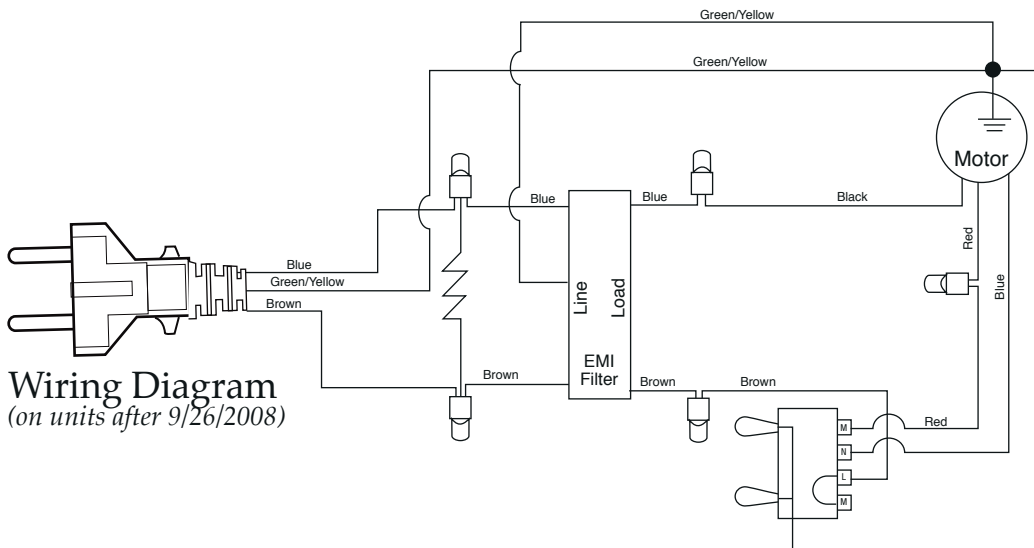 Green/Yellow
Green/Yellow
Motor
Blue
Blue
Black
Red
Blue
Blue
Green/Yellow
Brown
Line
Load
EMI
Filter
Brown
Brown
Brown
Red
M
N
L
M
Wiring Diagram
(on units after 9/26/2008)